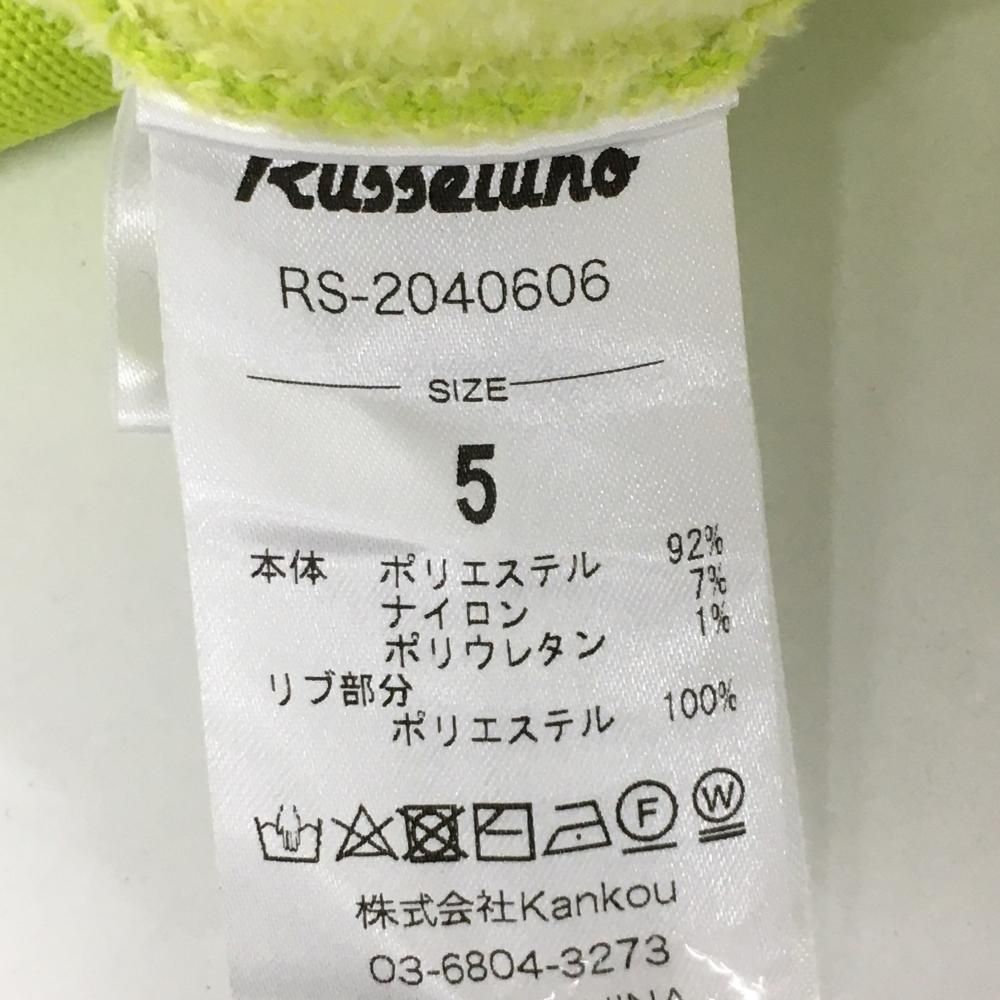 Russeluno
RS-2040606
SIZE
5
本体 ポリエステル 92%
ナイロン 7%
ポリウレタン 1%
リブ部分
ポリエステル 100%
F W
株式会社Kankou
03-6804-3273